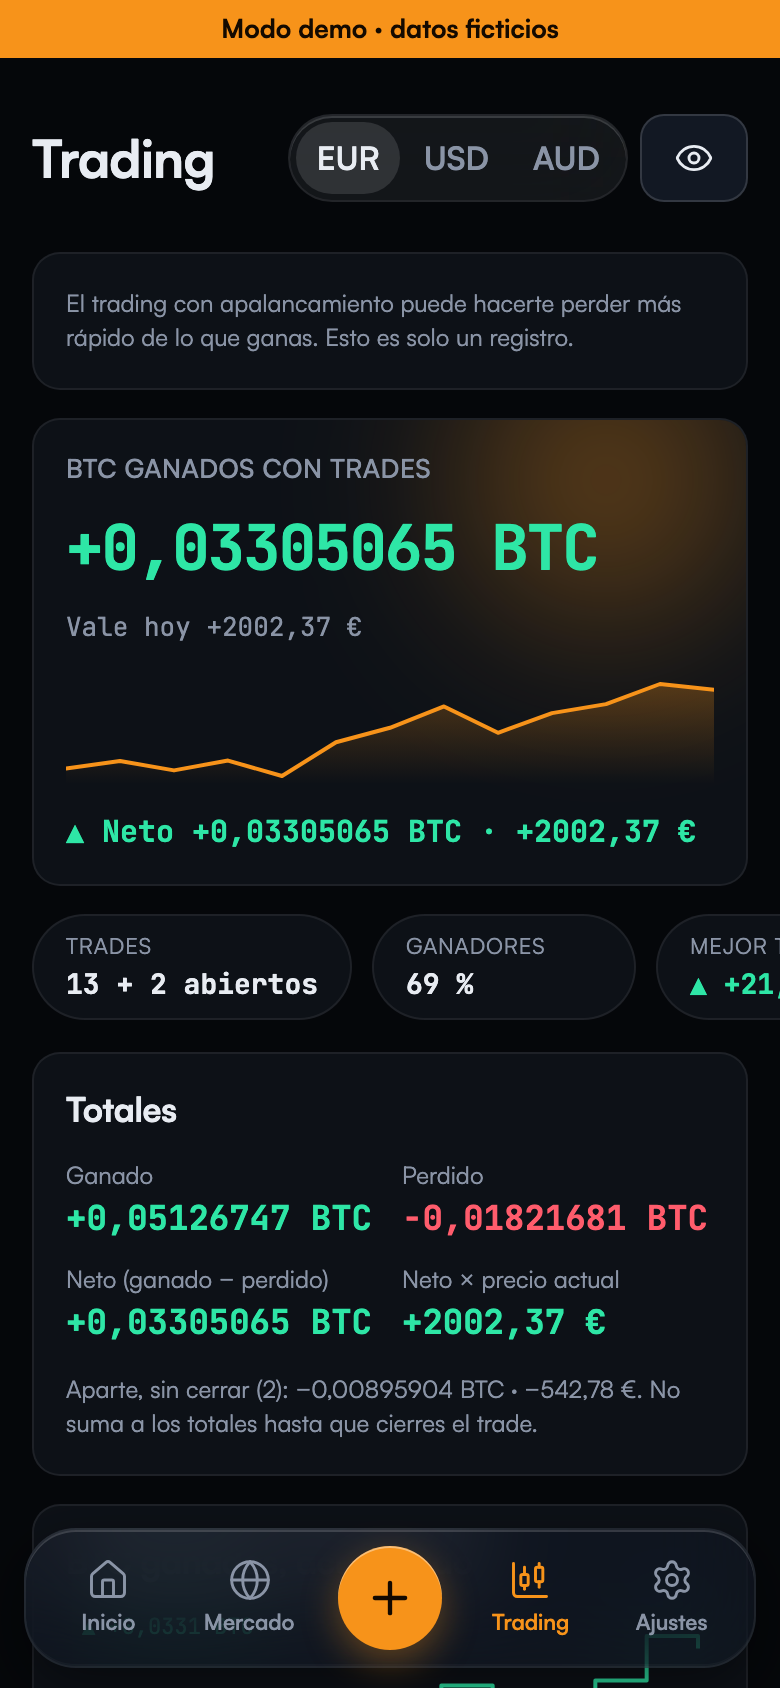 Modo demo · datos ficticios
Trading
EUR USD AUD
El trading con apalancamiento puede hacerte perder más
rápido de lo que ganas. Esto es solo un registro.
BTC GANADOS CON TRADES
+0,03305065 BTC
Vale hoy +2002,37 €
▲ Neto +0,03305065 BTC · +2002,37 €
TRADES
13 + 2 abiertos
GANADORES
69 %
MEJOR
▲ +21,
Totales
Ganado
+0,05126747 BTC
Perdido
-0,01821681 BTC
Neto (ganado − perdido)
+0,03305065 BTC
Neto × precio actual
+2002,37 €
Aparte, sin cerrar (2): −0,00895904 BTC · −542,78 €. No
suma a los totales hasta que cierres el trade.
Inicio
Mercado
Trading
Ajustes